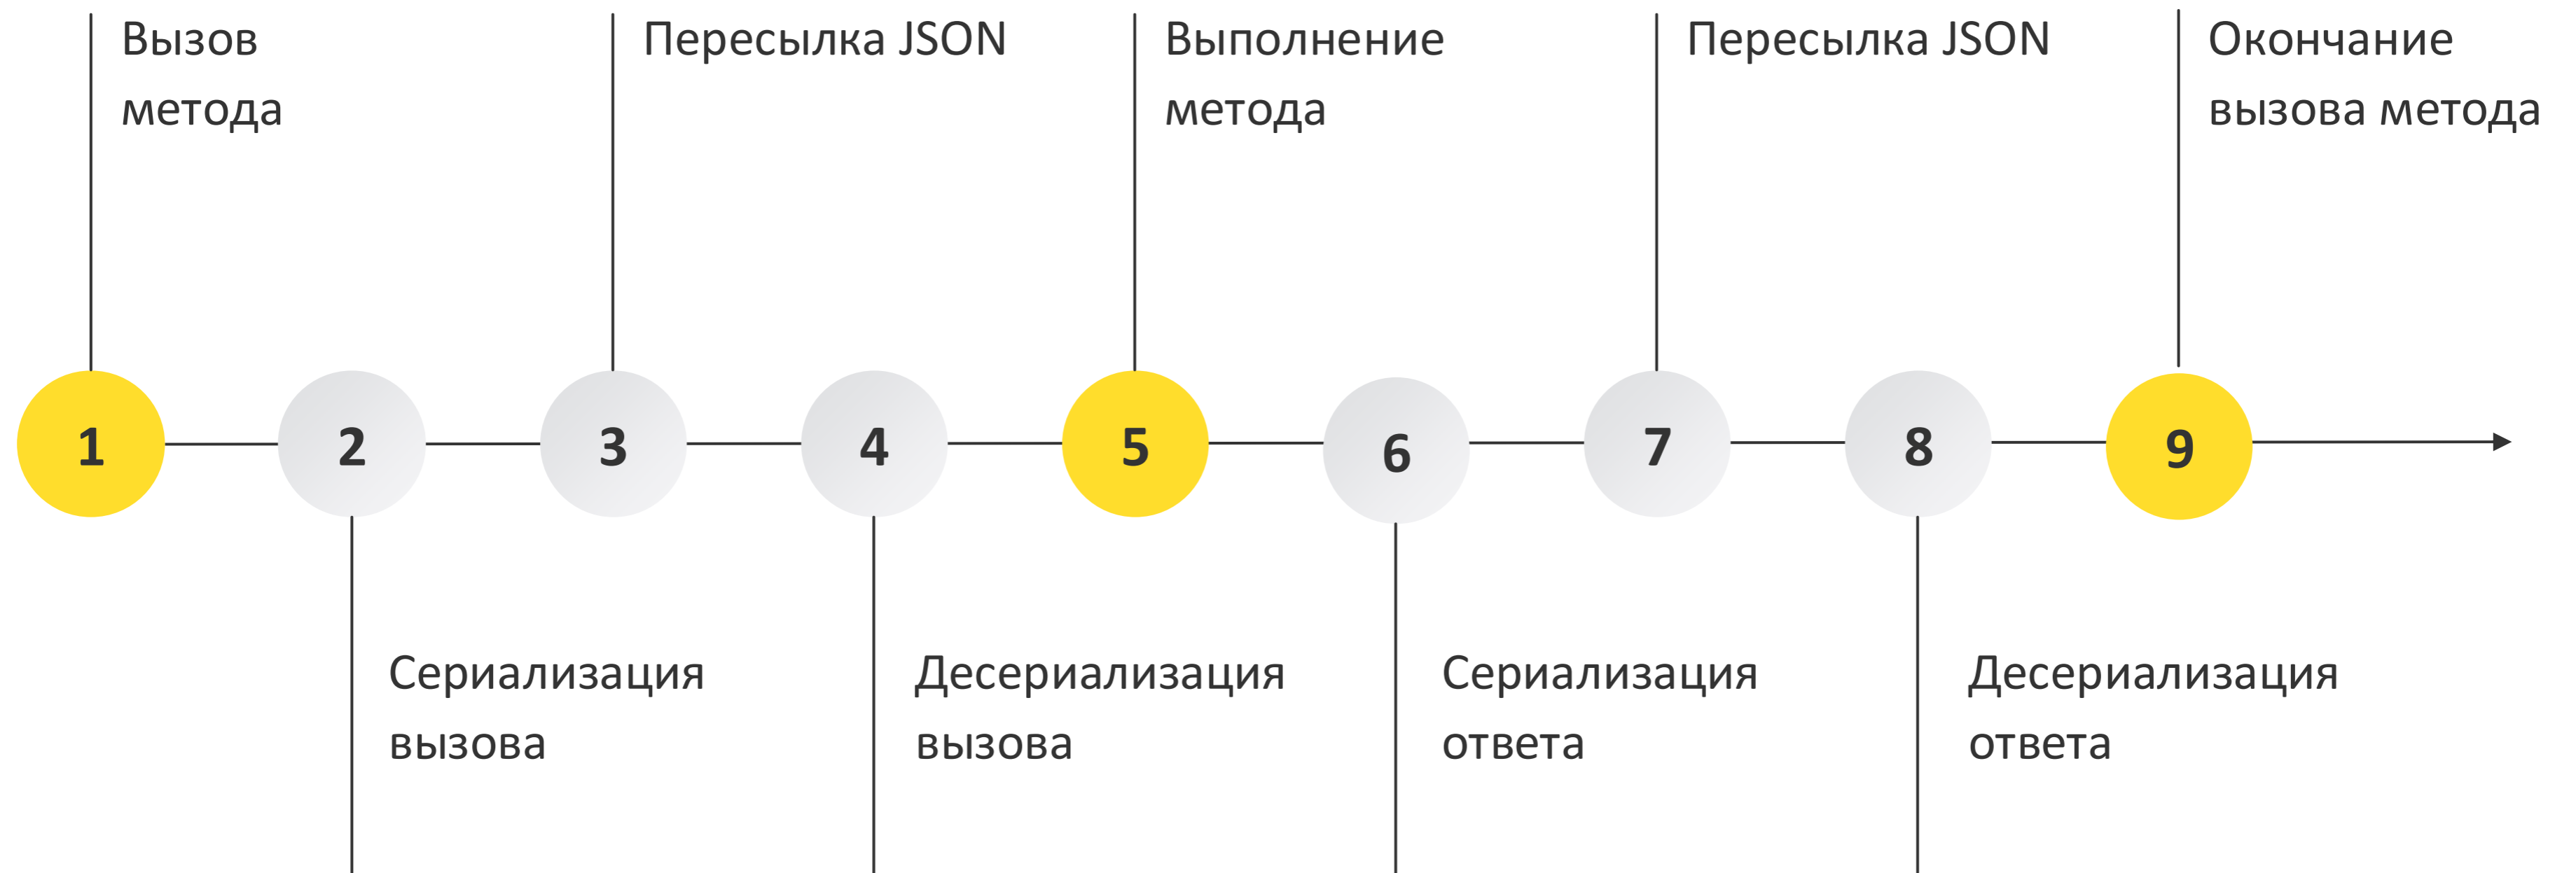 Вызов
метода
Пересылка JSON
Выполнение
метода
Пересылка JSON
Окончание
вызова метода
1
2
3
4
5
6
7
8
9
Сериализация
вызова
Десериализация
вызова
Сериализация
ответа
Десериализация
ответа